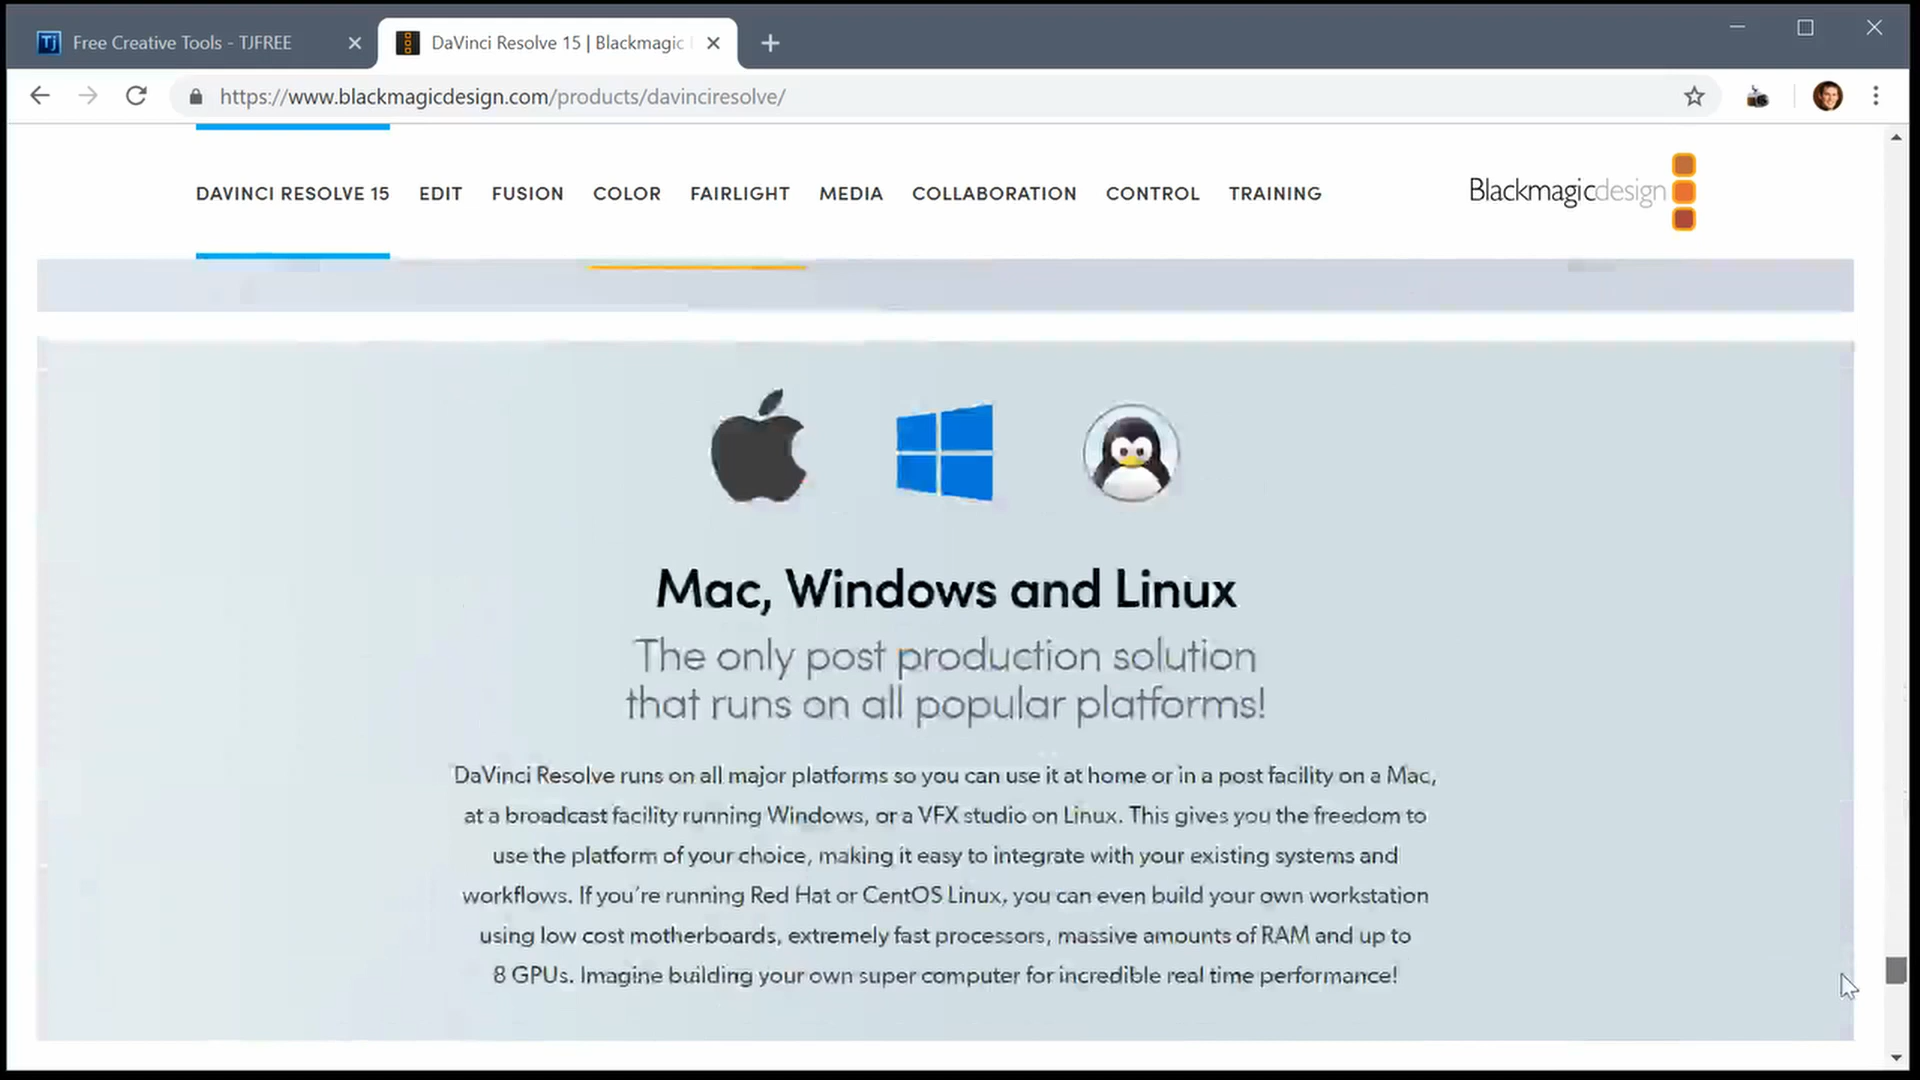 Tj Free Creative Tools - TJFREE
DaVinci Resolve 15 | Blackmagic
https://www.blackmagicdesign.com/products/davinciresolve/
DAVINCI RESOLVE 15 EDIT FUSION COLOR FAIRLIGHT MEDIA COLLABORATION CONTROL TRAINING
Blackmagicdesign
Mac, Windows and Linux
The only post production solution
that runs on all popular platforms!
DaVinci Resolve runs on all major platforms so you can use it at home or in a post facility on a Mac,
at a broadcast facility running Windows, or a VFX studio on Linux. This gives you the freedom to
use the platform of your choice, making it easy to integrate with your existing systems and
workflows. If you're running Red Hat or CentOS Linux, you can even build your own workstation
using low cost motherboards, extremely fast processors, massive amounts of RAM and up to
8 GPUs. Imagine building your own super computer for incredible real time performance!